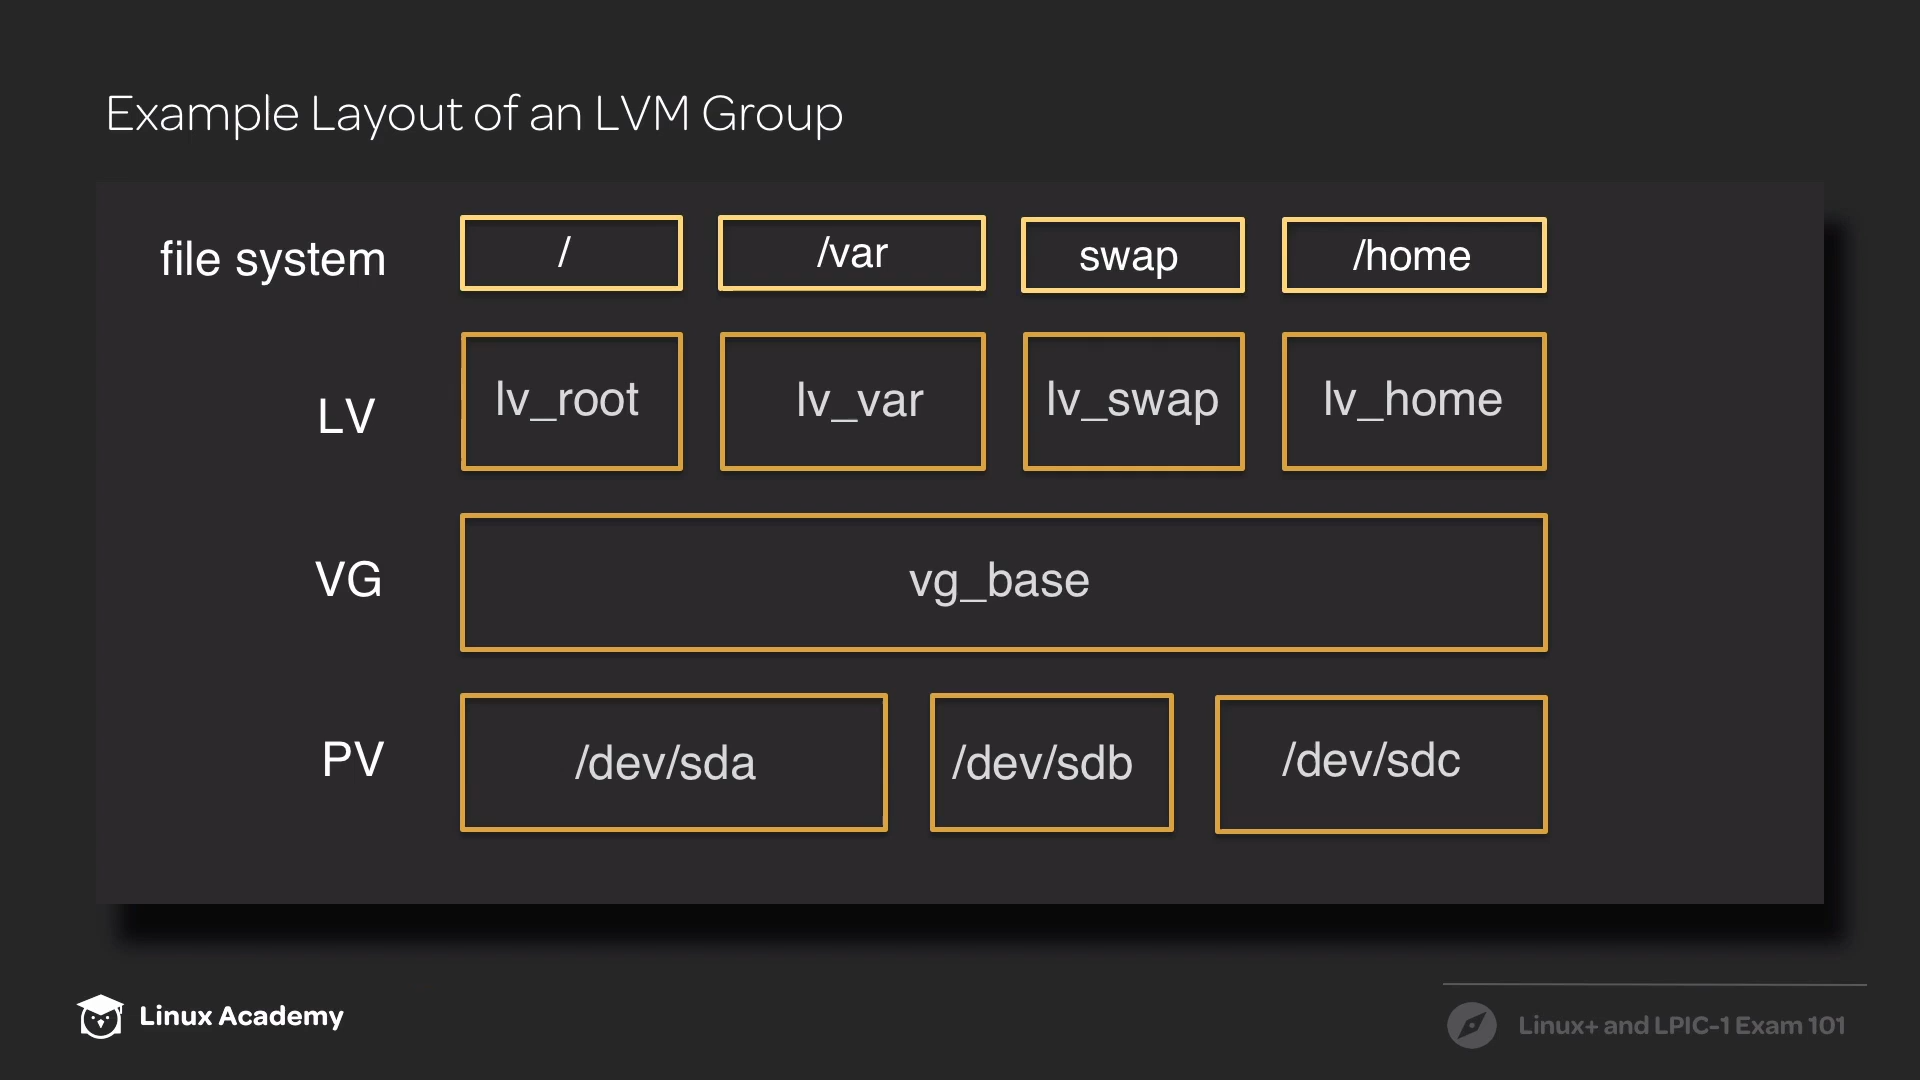 Example Layout of an LVM Group
file system
/
/var
swap
/home
LV
lv_root
lv_var
lv_swap
lv_home
VG
vg_base
PV
/dev/sda
/dev/sdb
/dev/sdc
Linux Academy
Linux+ and LPIC-1 Exam 101